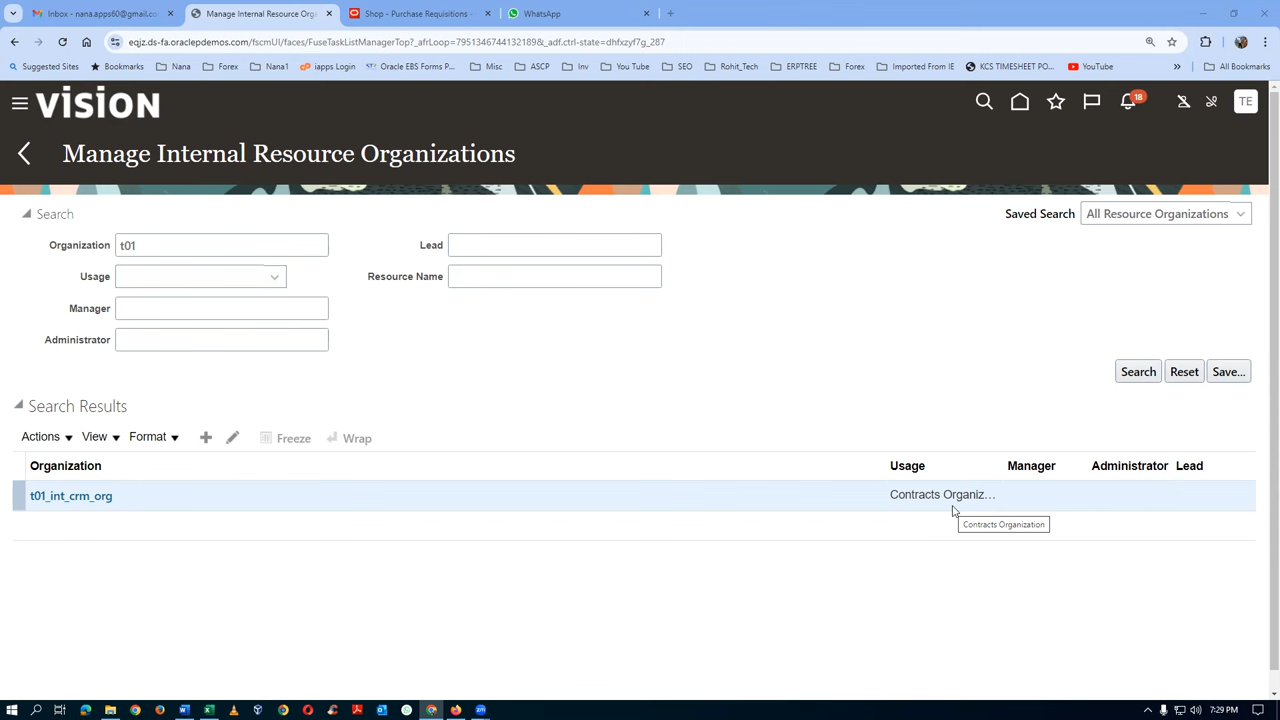 Inbox - nana.apps60@gmail.co
Manage Internal Resource Org
Shop - Purchase Requisitions -
WhatsApp
eqjz.ds-fa.oraclepdemos.com/fscmUI/faces/FuseTaskListManagerTop?_afrLoop=79513467441321898&_adf.ctrl-state=dhfxzyf7g_287
Suggested Sites Bookmarks Nana Forex Nana1 iapps Login Oracle EBS Forms P... Misc ASCP Inv You Tube SEO Rohit_Tech ERPTREE Forex Imported From IE KCS TIMESHEET PO... YouTube » All Bookmarks
VISION
18
TE
Manage Internal Resource Organizations
Search
Saved Search All Resource Organizations
Organization t01
Lead
Usage
Resource Name
Manager
Administrator
Search Reset Save...
Search Results
Actions View Format Freeze Wrap
Organization Usage Manager Administrator Lead
t01_int_crm_org Contracts Organiz...
Contracts Organization
7:29 PM